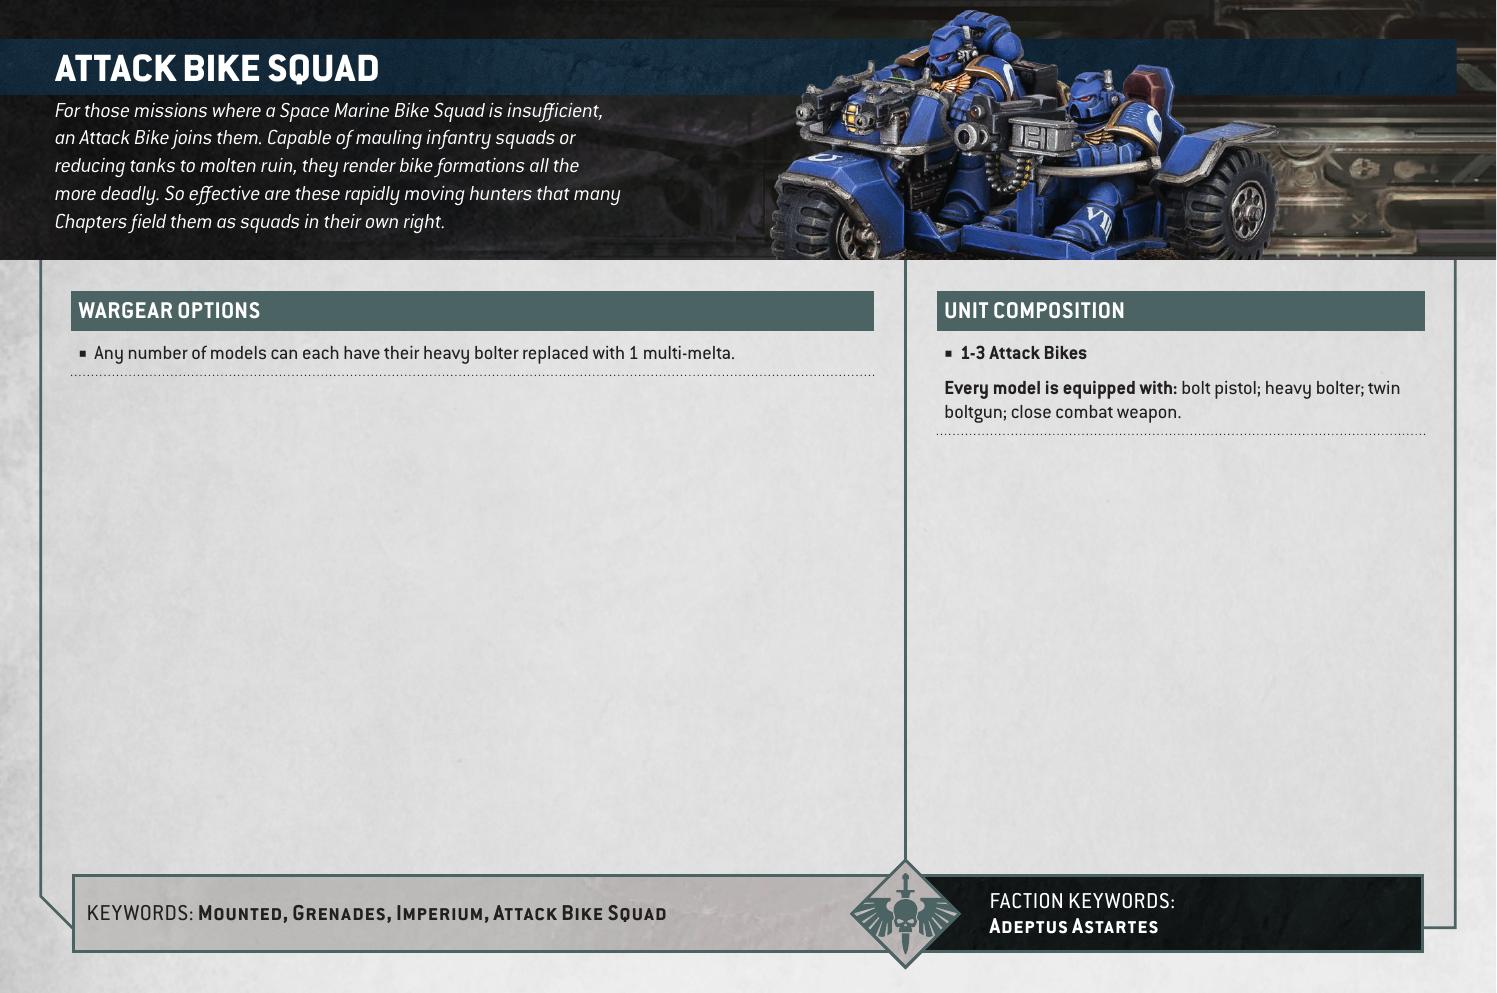 ATTACK BIKE SQUAD
For those missions where a Space Marine Bike Squad is insufficient,
an Attack Bike joins them. Capable of mauling infantry squads or
reducing tanks to molten ruin, they render bike formations all the
more deadly. So effective are these rapidly moving hunters that many
Chapters field them as squads in their own right.
VII
WARGEAR OPTIONS
▪ Any number of models can each have their heavy bolter replaced with 1 multi-melta.
UNIT COMPOSITION
▪ 1-3 Attack Bikes
Every model is equipped with: bolt pistol; heavy bolter; twin
boltgun; close combat weapon.
KEYWORDS: Mounted, Grenades, Imperium, Attack Bike Squad
FACTION KEYWORDS:
Adeptus Astartes